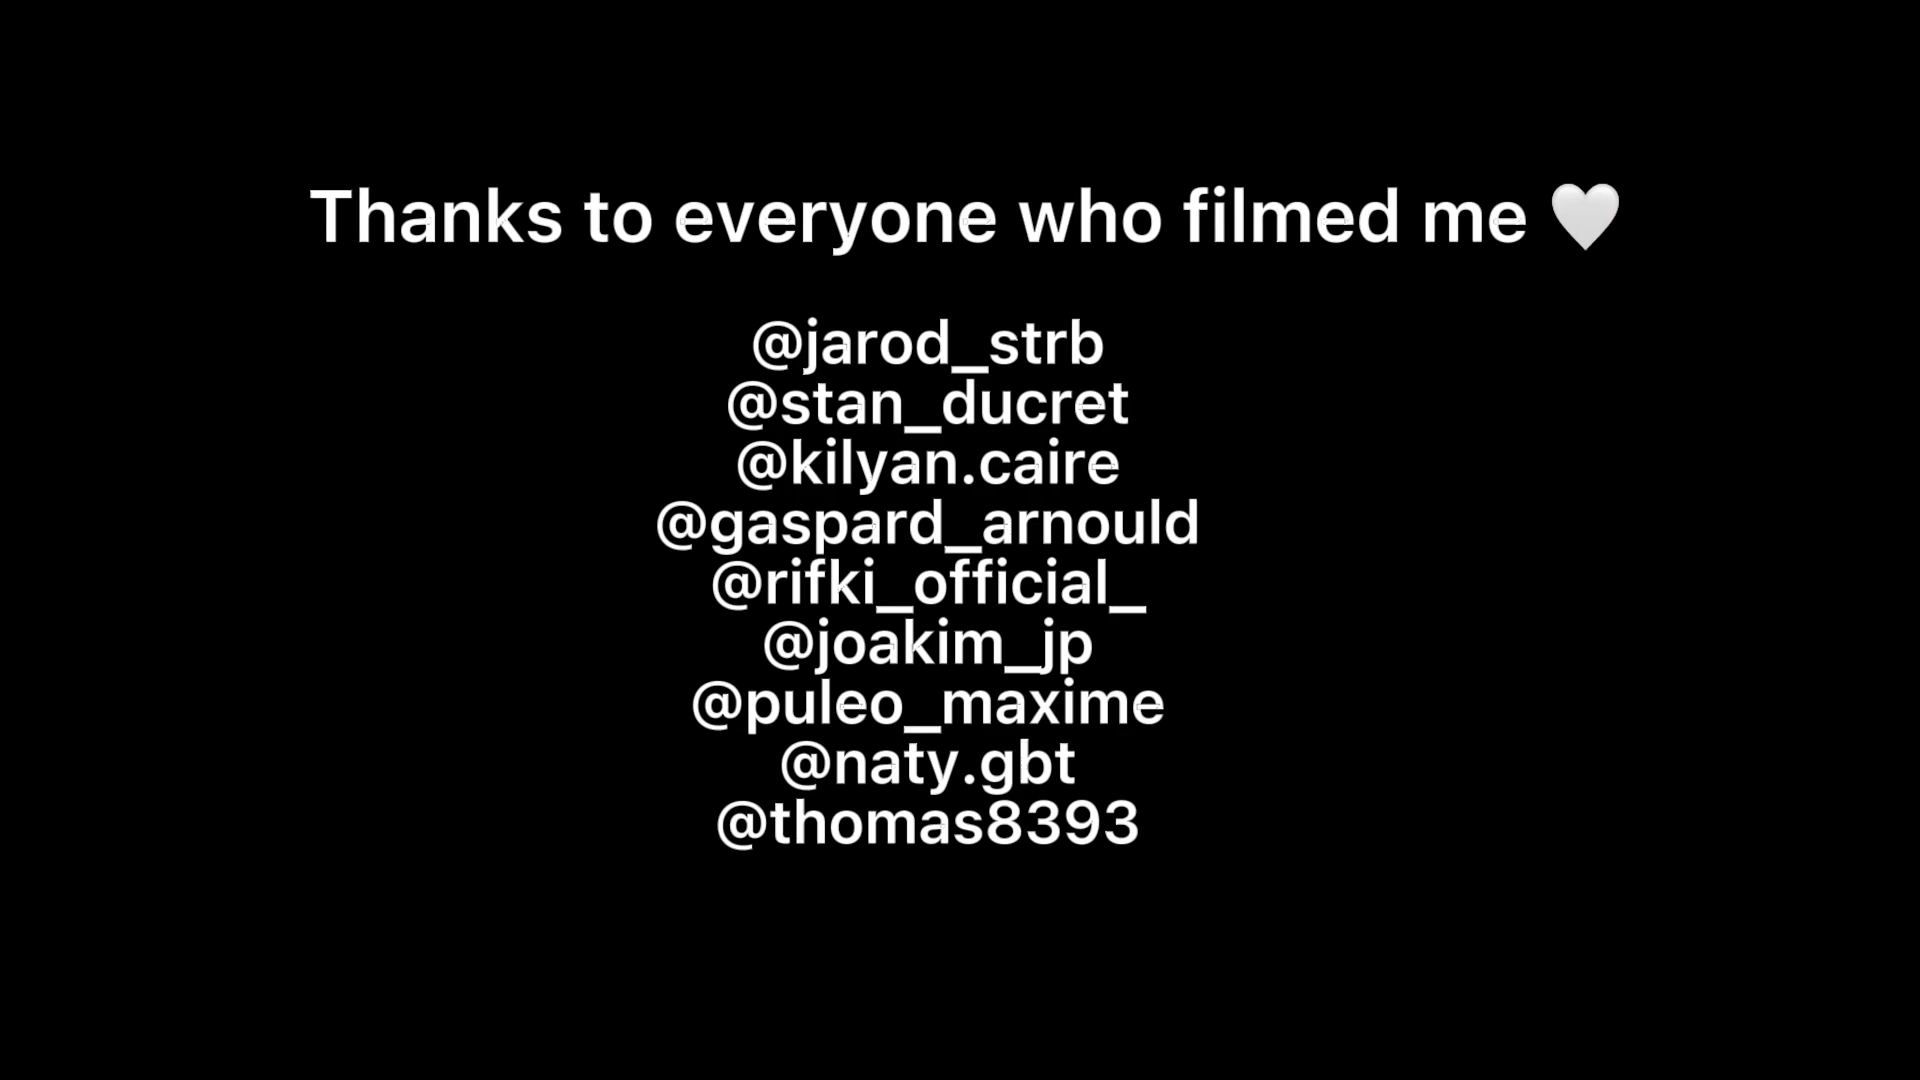 Thanks to everyone who filmed me 🤍
@jarod_strb
@stan_ducret
@kilyan.caire
@gaspard_arnould
@rifki_official_
@joakim_jp
@puleo_maxime
@naty.gbt
@thomas8393